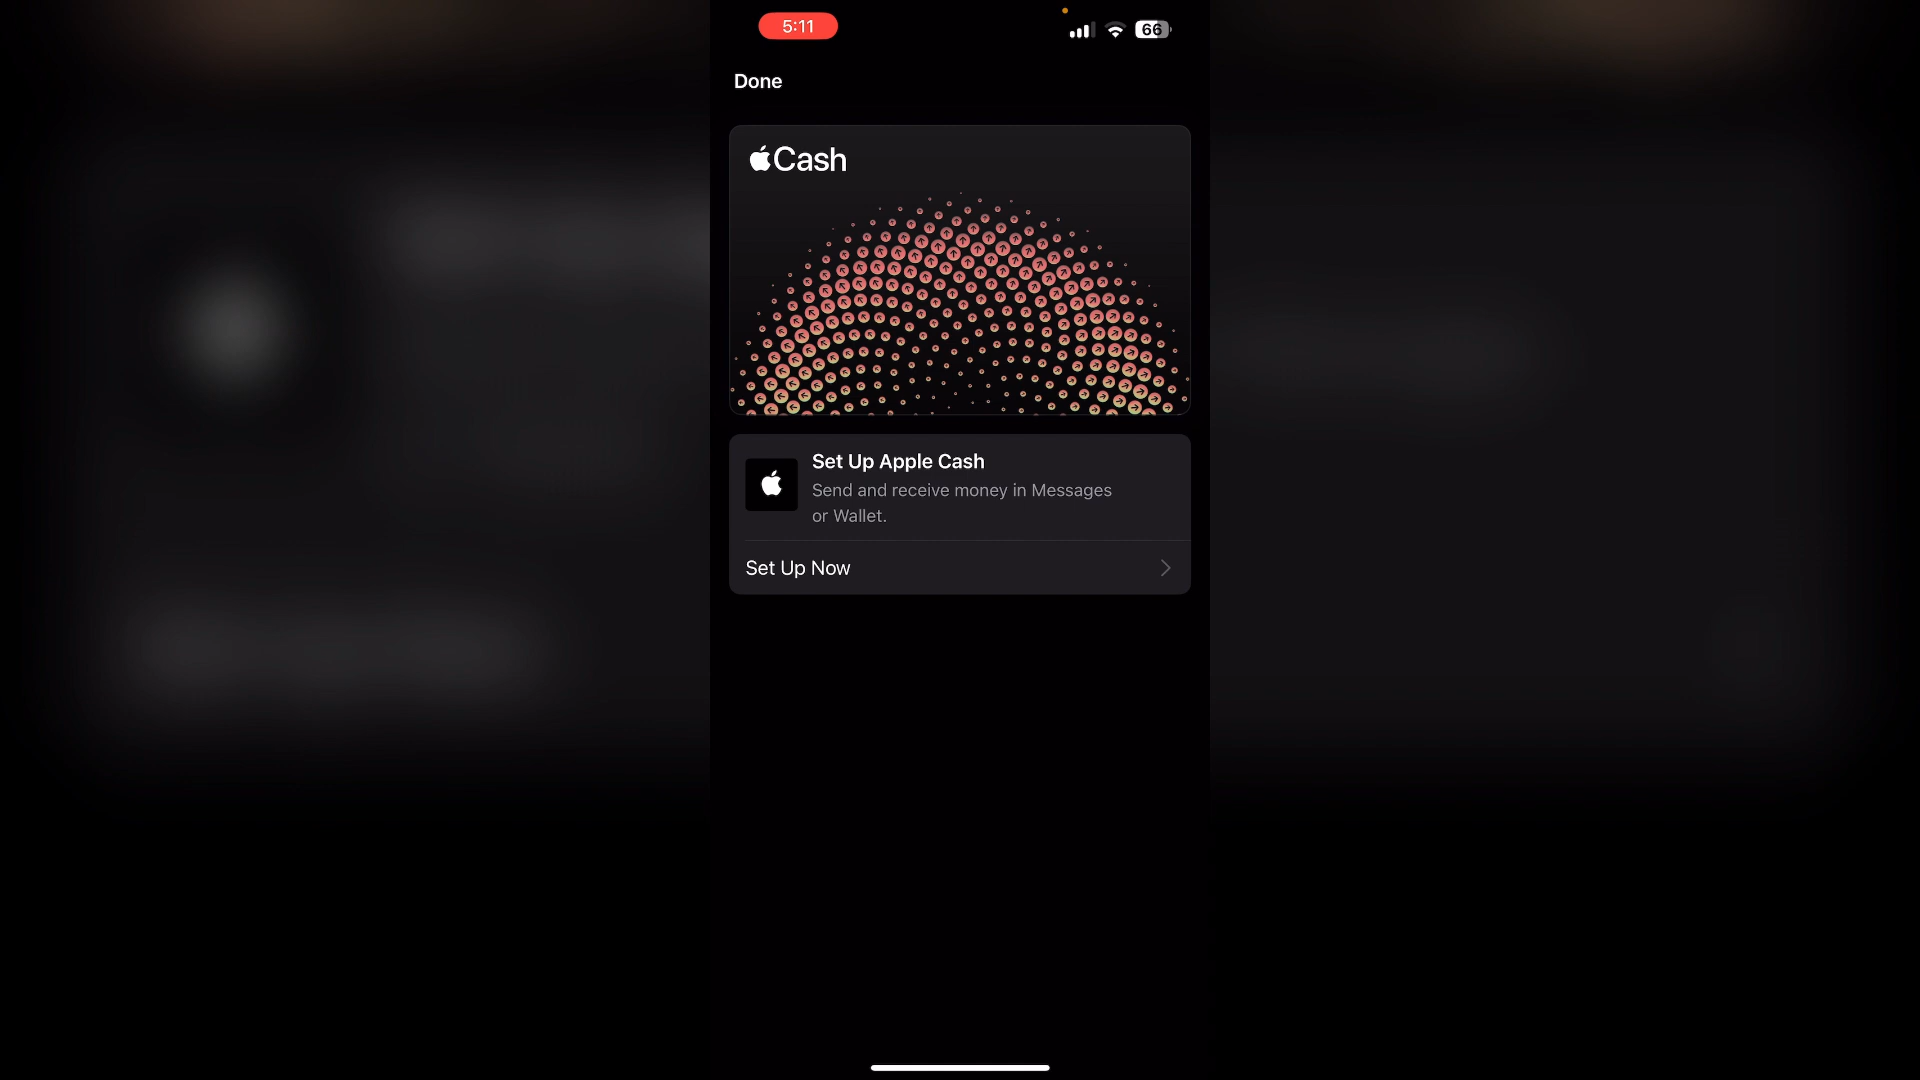 5:11
66
Done
Cash
Set Up Apple Cash
Send and receive money in Messages
or Wallet.
Set Up Now